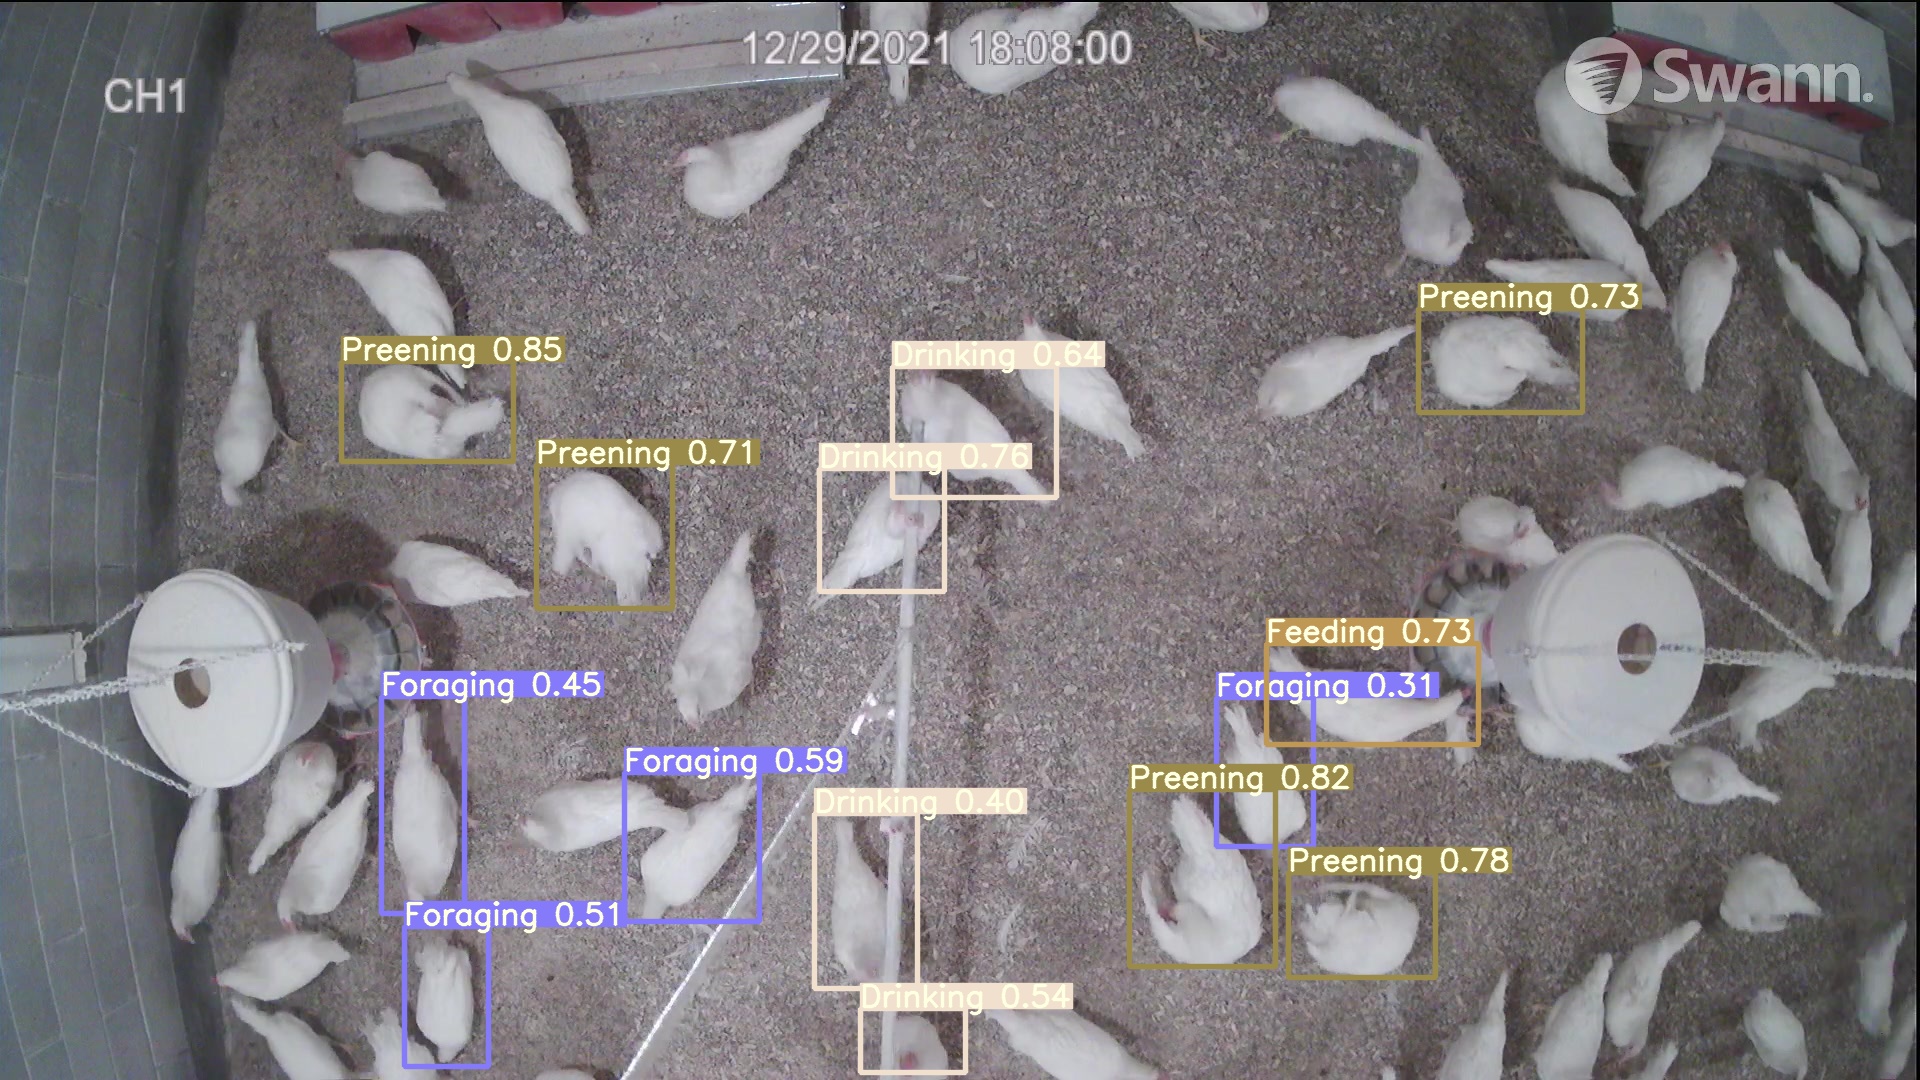 12/29/2021 18:08:00
CH1
Swann.
Preening 0.73
Preening 0.85
Drinking 0.64
Preening 0.71
Drinking 0.76
Feeding 0.73
Foraging 0.45
Foraging 0.31
Foraging 0.59
Preening 0.82
Drinking 0.40
Preening 0.78
Foraging 0.51
Drinking 0.54